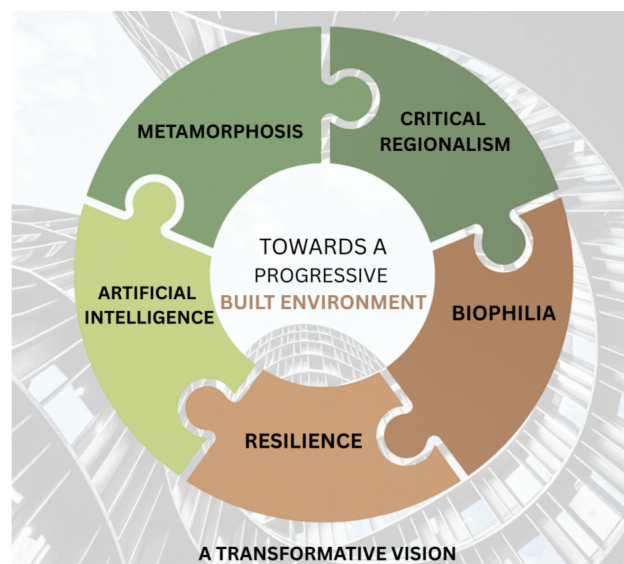 METAMORPHOSIS
CRITICAL
REGIONALISM
TOWARDS A
PROGRESSIVE
BUILT ENVIRONMENT
ARTIFICIAL
INTELLIGENCE
BIOPHILIA
RESILIENCE
A TRANSFORMATIVE VISION